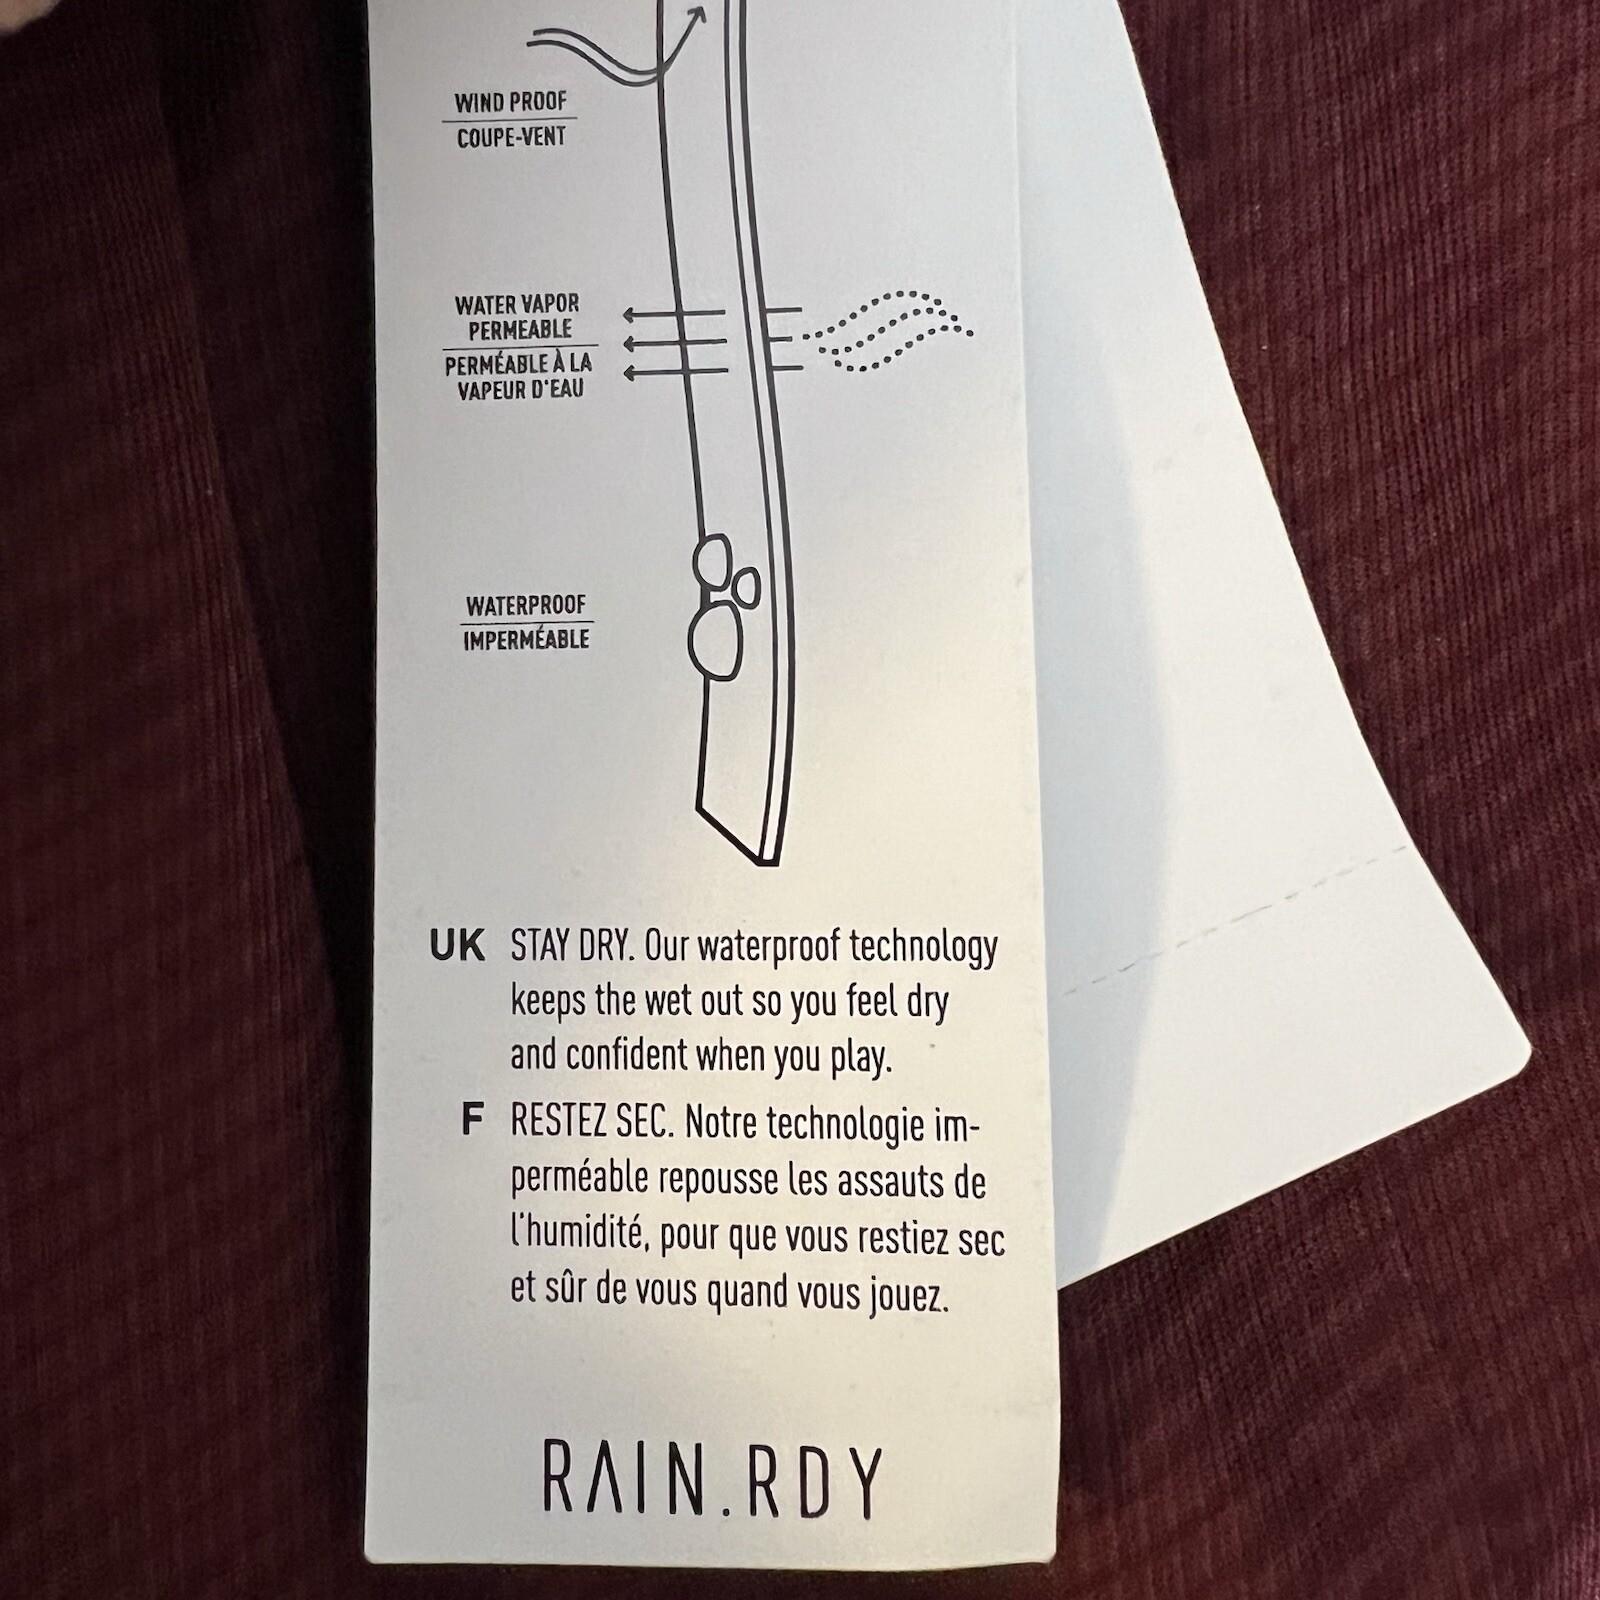 WIND PROOF
COUPE-VENT
WATER VAPOR
PERMEABLE
PERMÉABLE À LA
VAPEUR D'EAU
WATERPROOF
IMPERMÉABLE
UK STAY DRY. Our waterproof technology
keeps the wet out so you feel dry
and confident when you play.
F RESTEZ SEC. Notre technologie im-
perméable repousse les assauts de
l'humidité, pour que vous restiez sec
et sûr de vous quand vous jouez.
RAIN.RDY